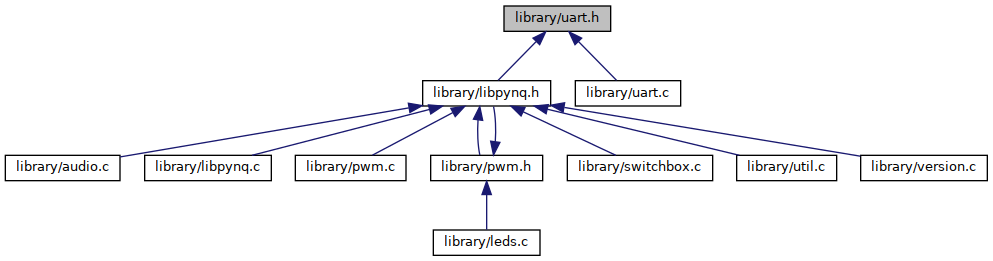 library/uart.h
library/libpynq.h
library/uart.c
library/audio.c
library/libpynq.c
library/pwm.c
library/pwm.h
library/switchbox.c
library/util.c
library/version.c
library/leds.c